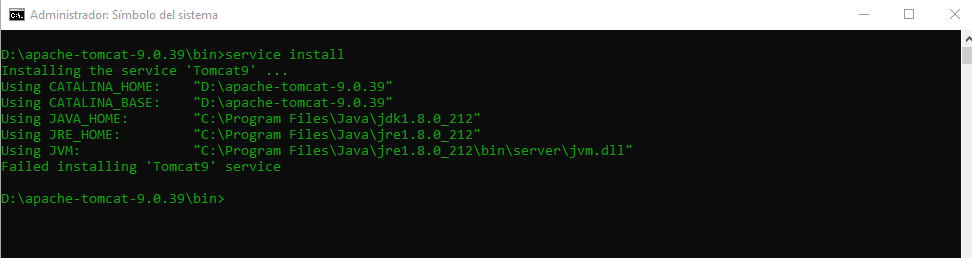 Administrador: Símbolo del sistema
D:\apache-tomcat-9.0.39\bin>service install
Installing the service 'Tomcat9' ...
Using CATALINA_HOME:    "D:\apache-tomcat-9.0.39"
Using CATALINA_BASE:    "D:\apache-tomcat-9.0.39"
Using JAVA_HOME:        "C:\Program Files\Java\jdk1.8.0_212"
Using JRE_HOME:         "C:\Program Files\Java\jre1.8.0_212"
Using JVM:              "C:\Program Files\Java\jre1.8.0_212\bin\server\jvm.dll"
Failed installing 'Tomcat9' service
D:\apache-tomcat-9.0.39\bin>